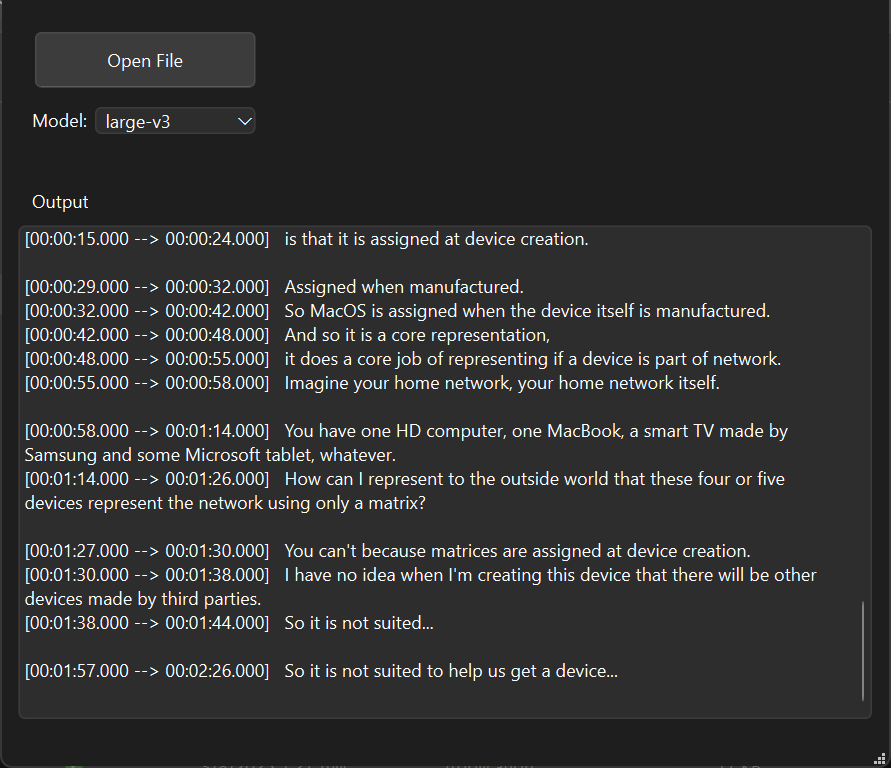 Open File
Model: large-v3
Output
[00:00:15.000 --> 00:00:24.000] is that it is assigned at device creation.
[00:00:29.000 --> 00:00:32.000] Assigned when manufactured.
[00:00:32.000 --> 00:00:42.000] So MacOS is assigned when the device itself is manufactured.
[00:00:42.000 --> 00:00:48.000] And so it is a core representation,
[00:00:48.000 --> 00:00:55.000] it does a core job of representing if a device is part of network.
[00:00:55.000 --> 00:00:58.000] Imagine your home network, your home network itself.
[00:00:58.000 --> 00:01:14.000] You have one HD computer, one MacBook, a smart TV made by
Samsung and some Microsoft tablet, whatever.
[00:01:14.000 --> 00:01:26.000] How can I represent to the outside world that these four or five
devices represent the network using only a matrix?
[00:01:27.000 --> 00:01:30.000] You can't because matrices are assigned at device creation.
[00:01:30.000 --> 00:01:38.000] I have no idea when I'm creating this device that there will be other
devices made by third parties.
[00:01:38.000 --> 00:01:44.000] So it is not suited...
[00:01:57.000 --> 00:02:26.000] So it is not suited to help us get a device...